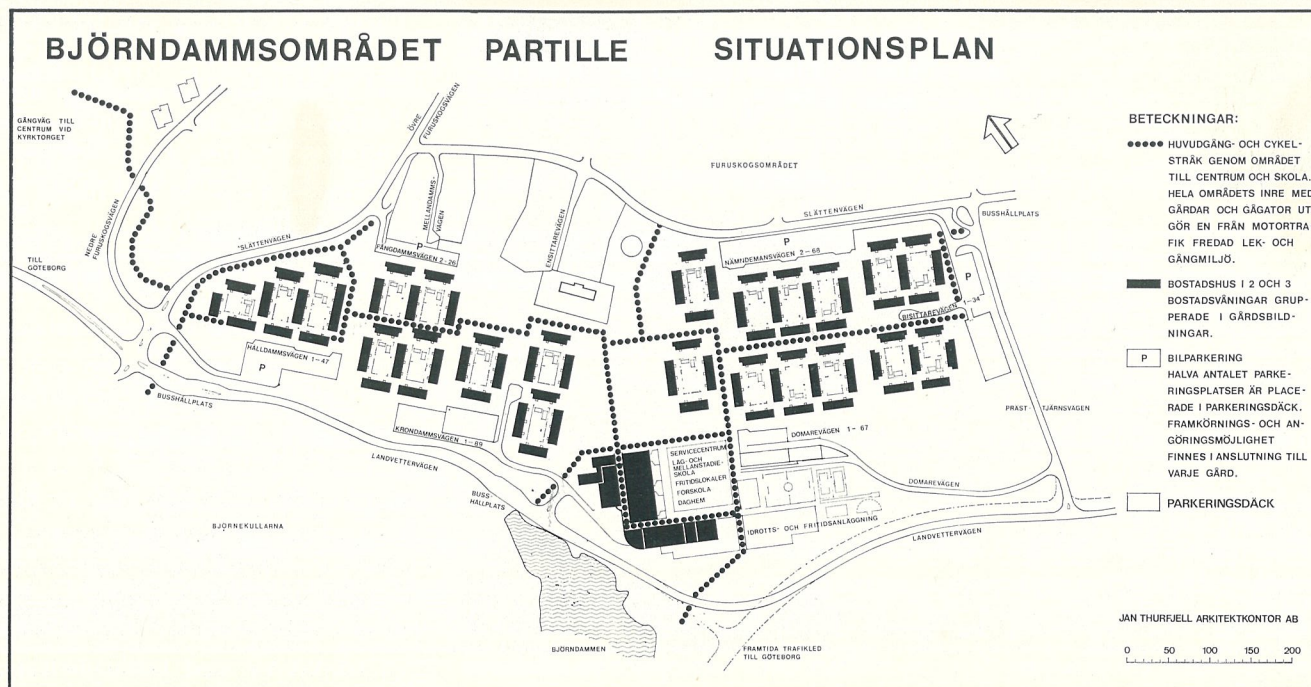 BJÖRNDAMMSOMRÅDET PARTILLE SITUATIONSPLAN
GÅNGVÄG TILL
CENTRUM VID
KYRKTORGET
NEDRE
FURUSKOGSVÄGEN
ÖVRE
FURUSKOGSVÄGEN
FURUSKOGSOMRÅDET
MELLANDAMMS-
VÄGEN
ENSITTAREVÄGEN
SLÄTTENVÄGEN
SLÄTTENVÄGEN
BUSSHÅLLPLATS
TILL
GÖTEBORG
P
FÅNGDAMMSVÄGEN 2-26
P
NÄMNDEMANSVÄGEN 2-68
P
BISITTAREVÄGEN 1-34
HÅLLDAMMSVÄGEN 1-47
P
BUSSHÅLLPLATS
KRONDAMMSVÄGEN 1-89
LANDVETTERVÄGEN
PRÄST-TJÄRNSVÄGEN
DOMAREVÄGEN 1-67
SERVICECENTRUM
LÅG- OCH
MELLANSTADIE-
SKOLA
FRITIDSLOKALER
FÖRSKOLA
DAGHEM
DOMAREVÄGEN
BUSS-
HÅLLPLATS
IDROTTS- OCH FRITIDSANLÄGGNING
LANDVETTERVÄGEN
BJÖRNEKULLARNA
BJÖRNDAMMEN
FRAMTIDA TRAFIKLED
TILL GÖTEBORG
BETECKNINGAR:
HUVUDGÅNG- OCH CYKEL-
STRÅK GENOM OMRÅDET
TILL CENTRUM OCH SKOLA.
HELA OMRÅDETS INRE MED
GÅRDAR OCH GÅGATOR UT
GÖR EN FRÅN MOTORTRA
FIK FREDAD LEK- OCH
GÅNGMILJÖ.
BOSTADSHUS I 2 OCH 3
BOSTADSVÅNINGAR GRUP-
PERADE I GÅRDSBILD-
NINGAR.
P BILPARKERING
HALVA ANTALET PARKE-
RINGSPLATSER ÄR PLACE-
RADE I PARKERINGSDÄCK.
FRAMKÖRNINGS- OCH AN-
GÖRINGSMÖJLIGHET
FINNES I ANSLUTNING TILL
VARJE GÅRD.
PARKERINGSDÄCK
JAN THURFJELL ARKITEKTKONTOR AB
0 50 100 150 200